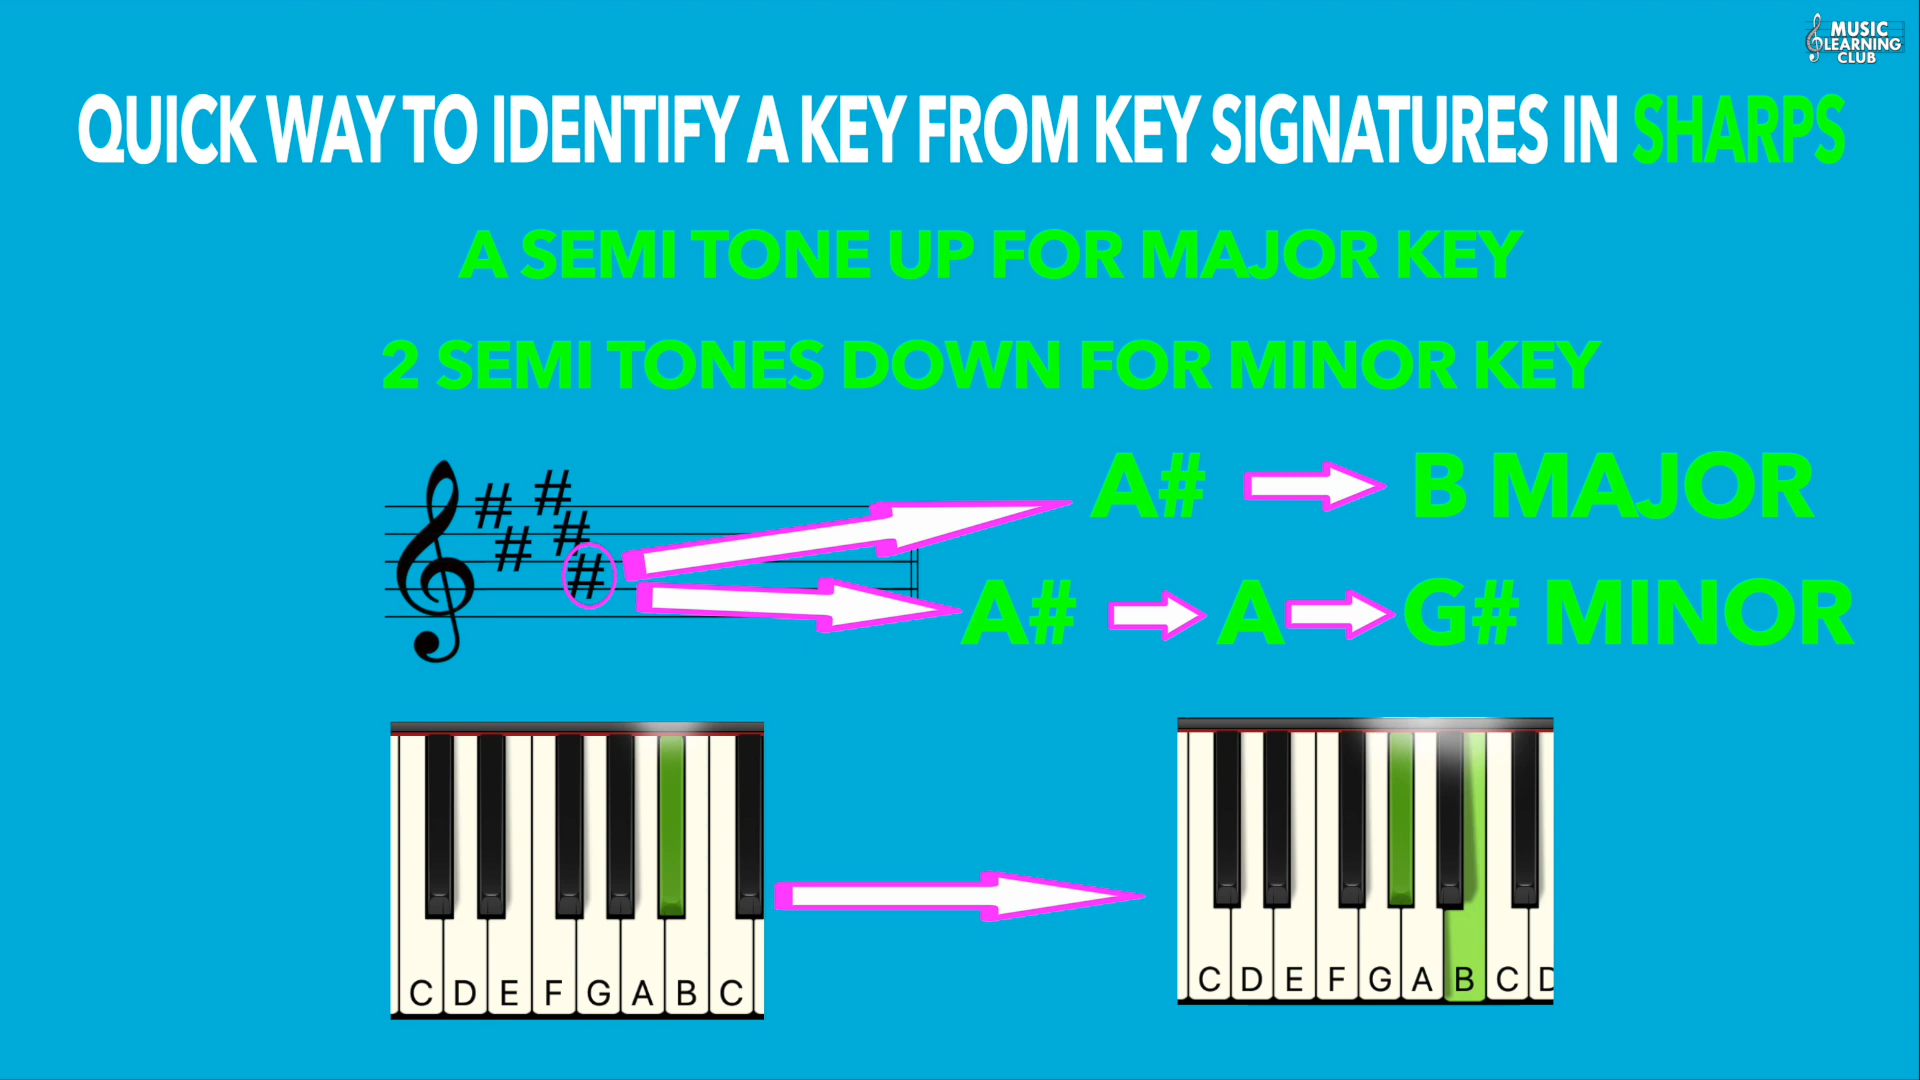 MUSIC
LEARNING
CLUB
QUICK WAY TO IDENTIFY A KEY FROM KEY SIGNATURES IN SHARPS
A SEMI TONE UP FOR MAJOR KEY
2 SEMI TONES DOWN FOR MINOR KEY
A# B MAJOR
A# A G# MINOR
C D E F G A B C
C D E F G A B C D